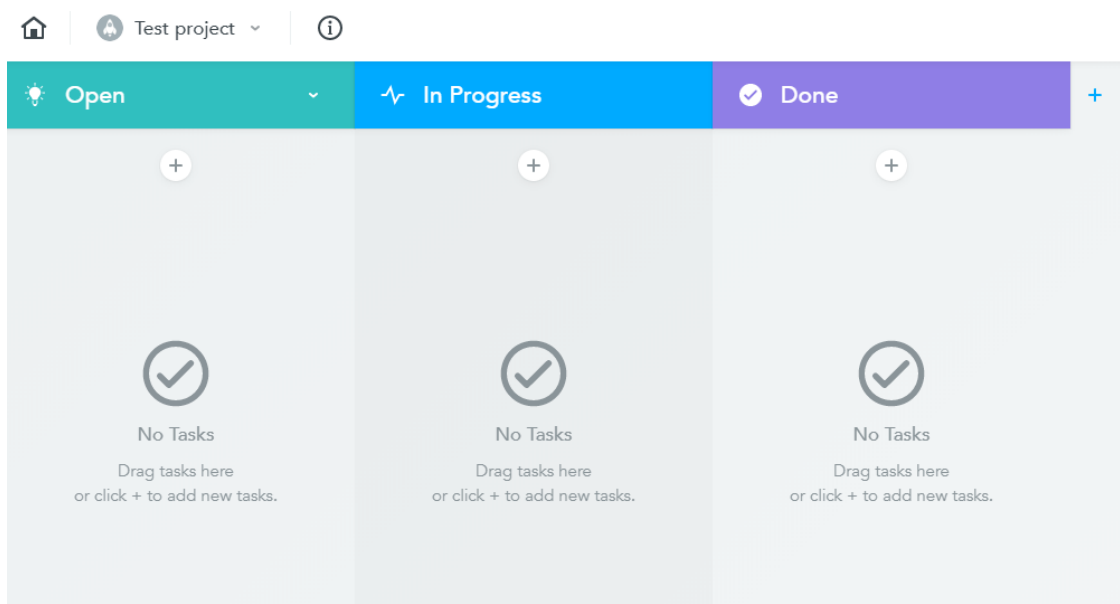 Test project
Open
In Progress
Done
No Tasks
Drag tasks here
or click + to add new tasks.
No Tasks
Drag tasks here
or click + to add new tasks.
No Tasks
Drag tasks here
or click + to add new tasks.